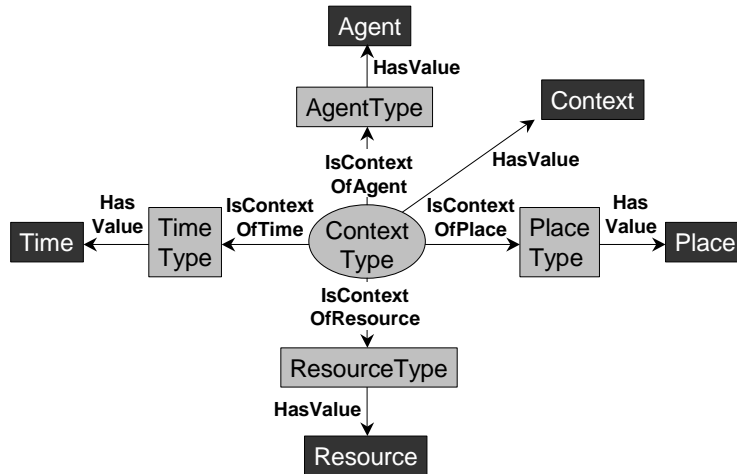 Agent
HasValue
AgentType
Context
IsContext
OfAgent
HasValue
Has
Value
IsContext
OfTime
IsContext
OfPlace
Has
Value
Time
Time
Type
Context
Type
Place
Type
Place
IsContext
OfResource
ResourceType
HasValue
Resource